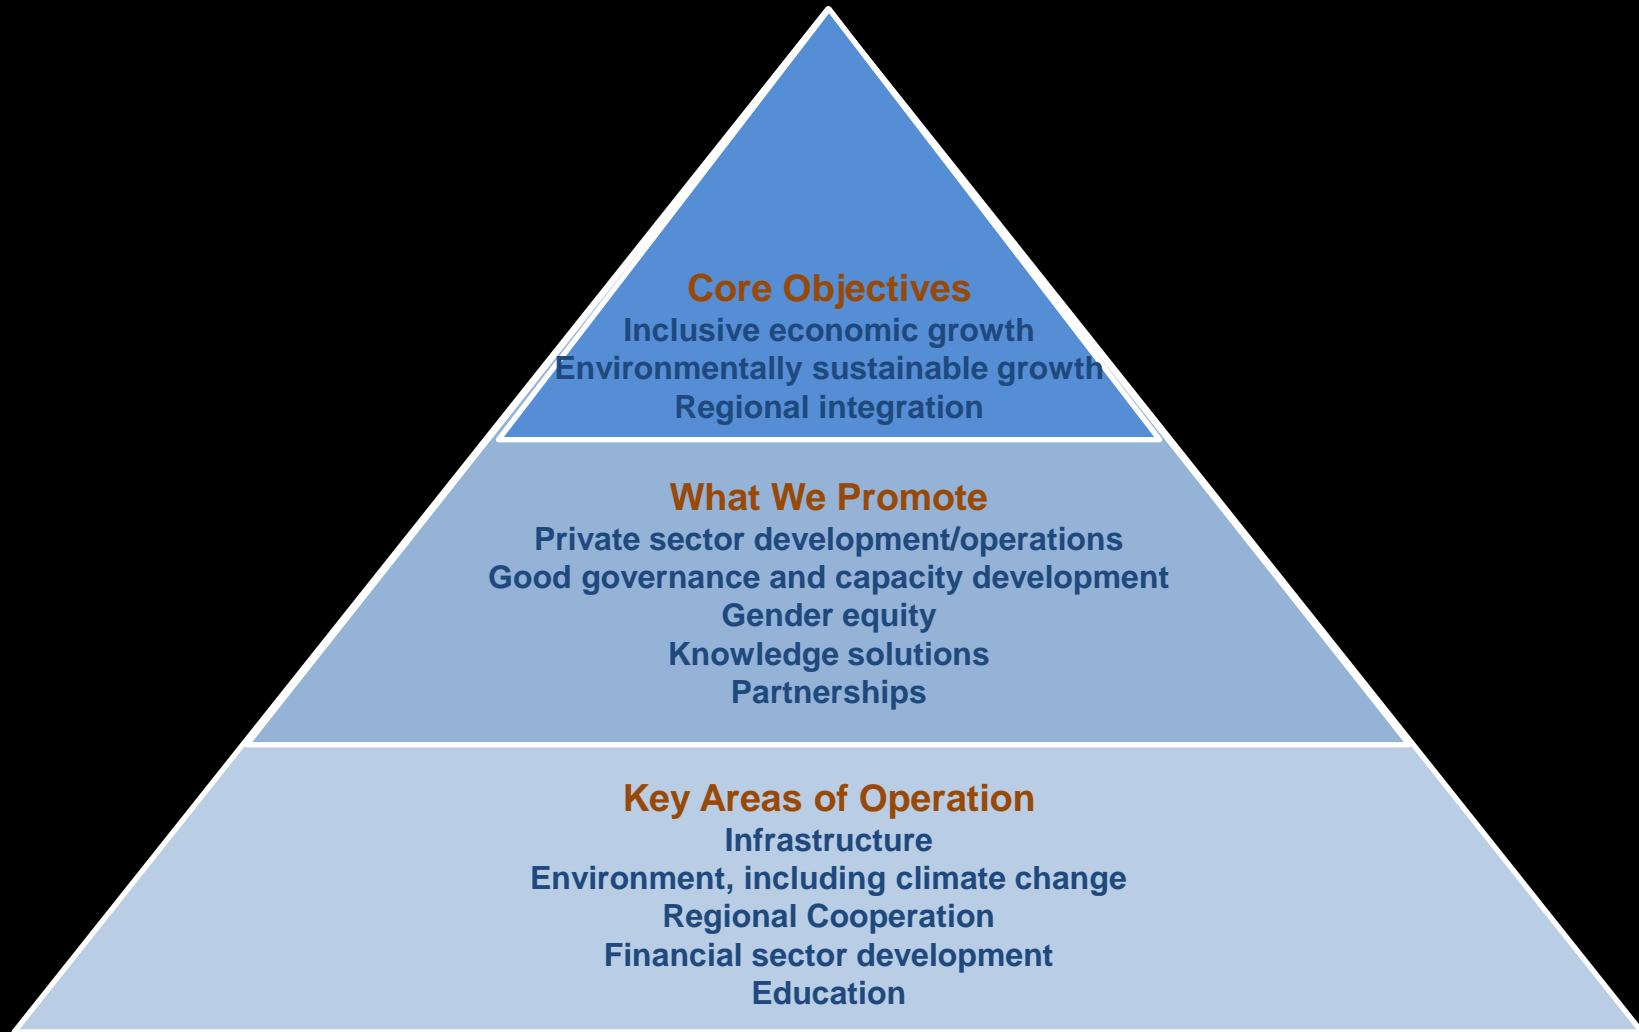 Core Objectives
Inclusive economic growth
Environmentally sustainable growth
Regional integration
What We Promote
Private sector development/operations
Good governance and capacity development
Gender equity
Knowledge solutions
Partnerships
Key Areas of Operation
Infrastructure
Environment, including climate change
Regional Cooperation
Financial sector development
Education